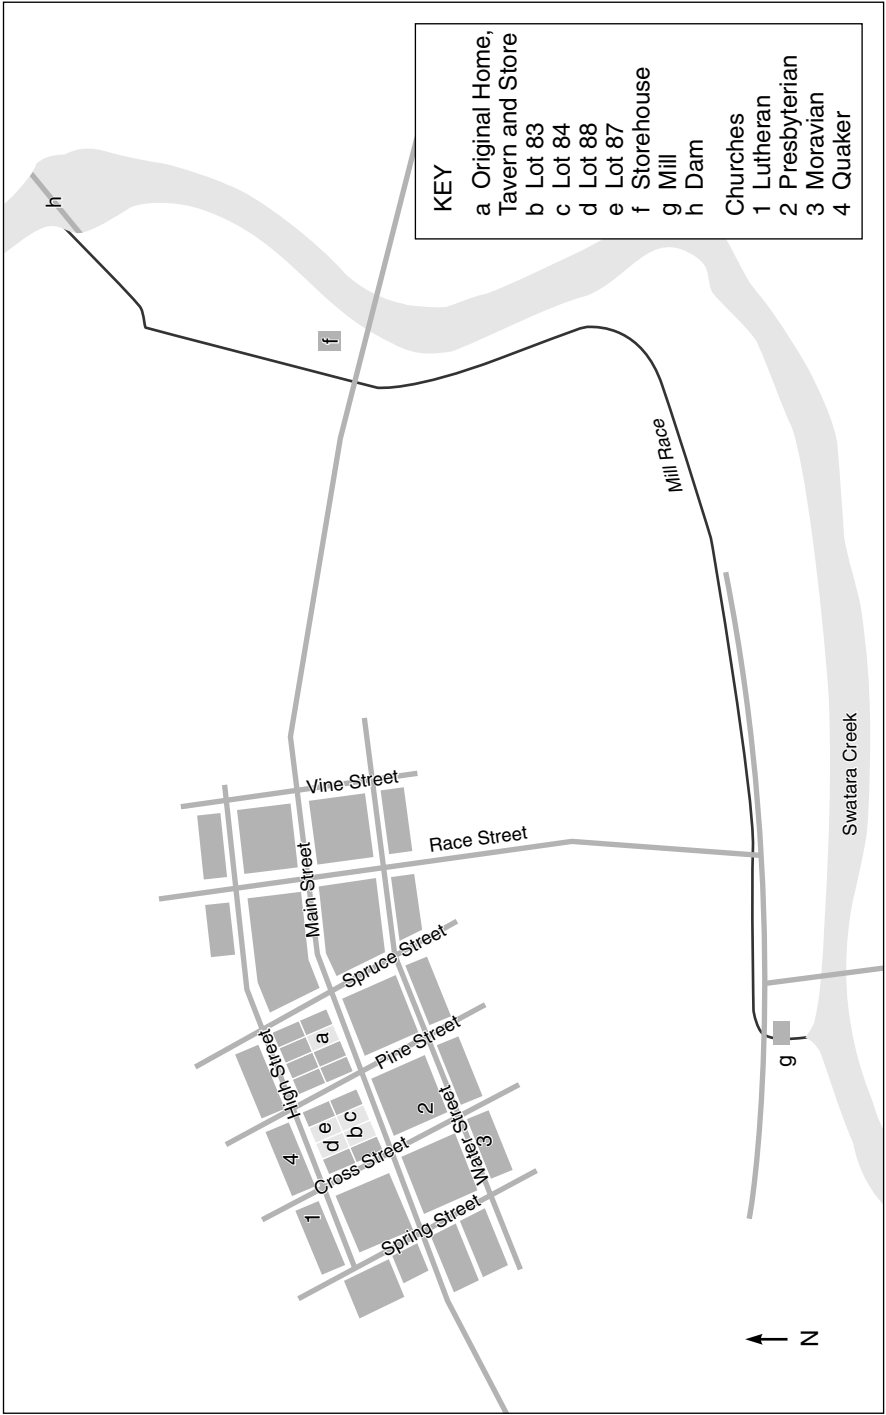 h
f
KEY
a Original Home,
Tavern and Store
b Lot 83
c Lot 84
d Lot 88
e Lot 87
f Storehouse
g Mill
h Dam
Churches
1 Lutheran
2 Presbyterian
3 Moravian
4 Quaker
Mill Race
Swatara Creek
Vine Street
Race Street
Main Street
Spruce Street
Pine Street
High Street
Cross Street
Water Street
Spring Street
a
b
c
d
e
1
2
3
4
g
N